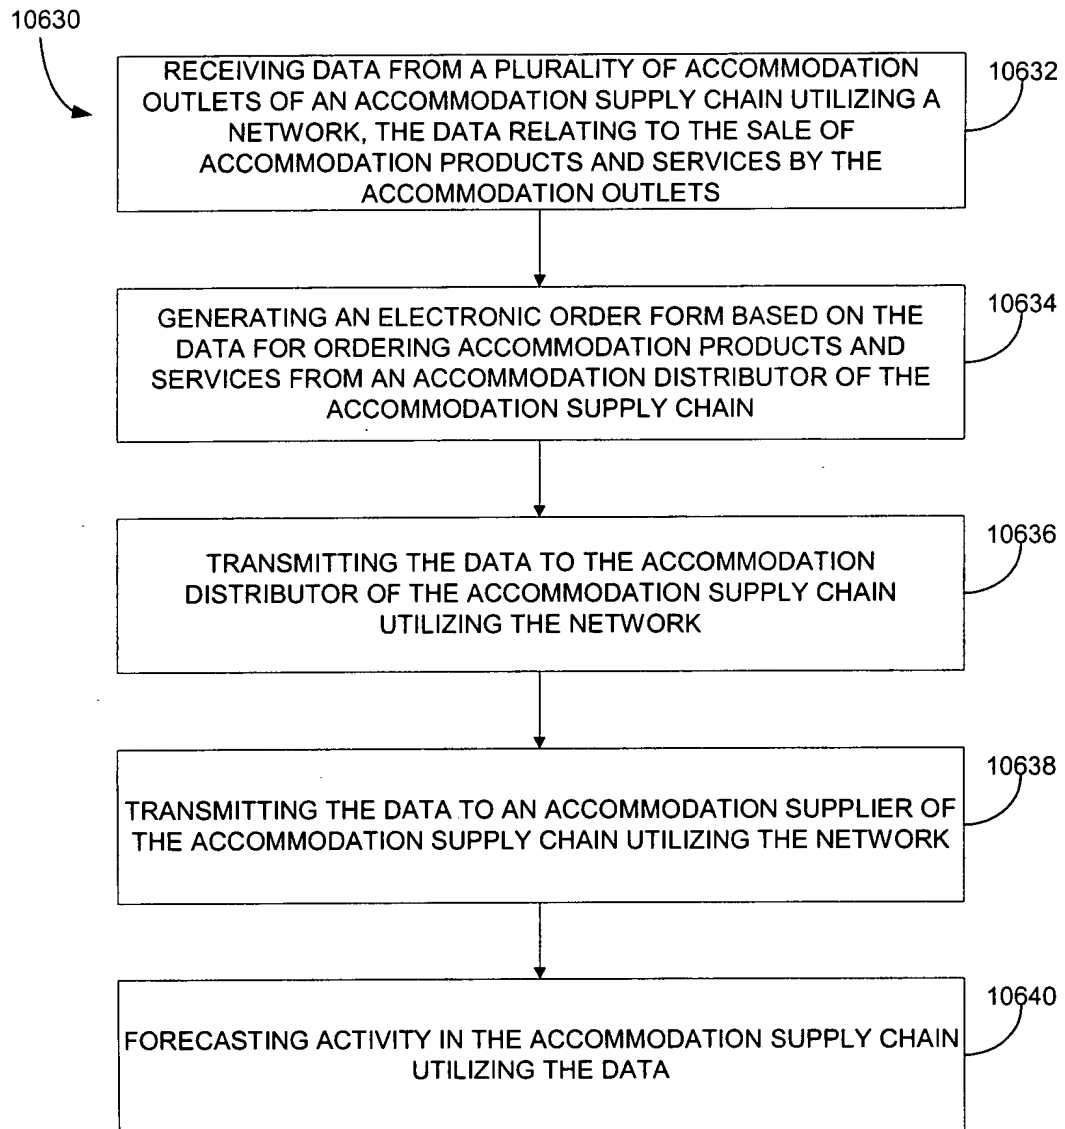 10630
RECEIVING DATA FROM A PLURALITY OF ACCOMMODATION
OUTLETS OF AN ACCOMMODATION SUPPLY CHAIN UTILIZING A
NETWORK, THE DATA RELATING TO THE SALE OF
ACCOMMODATION PRODUCTS AND SERVICES BY THE
ACCOMMODATION OUTLETS
10632
GENERATING AN ELECTRONIC ORDER FORM BASED ON THE
DATA FOR ORDERING ACCOMMODATION PRODUCTS AND
SERVICES FROM AN ACCOMMODATION DISTRIBUTOR OF THE
ACCOMMODATION SUPPLY CHAIN
10634
TRANSMITTING THE DATA TO THE ACCOMMODATION
DISTRIBUTOR OF THE ACCOMMODATION SUPPLY CHAIN
UTILIZING THE NETWORK
10636
TRANSMITTING THE DATA TO AN ACCOMMODATION SUPPLIER OF
THE ACCOMMODATION SUPPLY CHAIN UTILIZING THE NETWORK
10638
FORECASTING ACTIVITY IN THE ACCOMMODATION SUPPLY CHAIN
UTILIZING THE DATA
10640